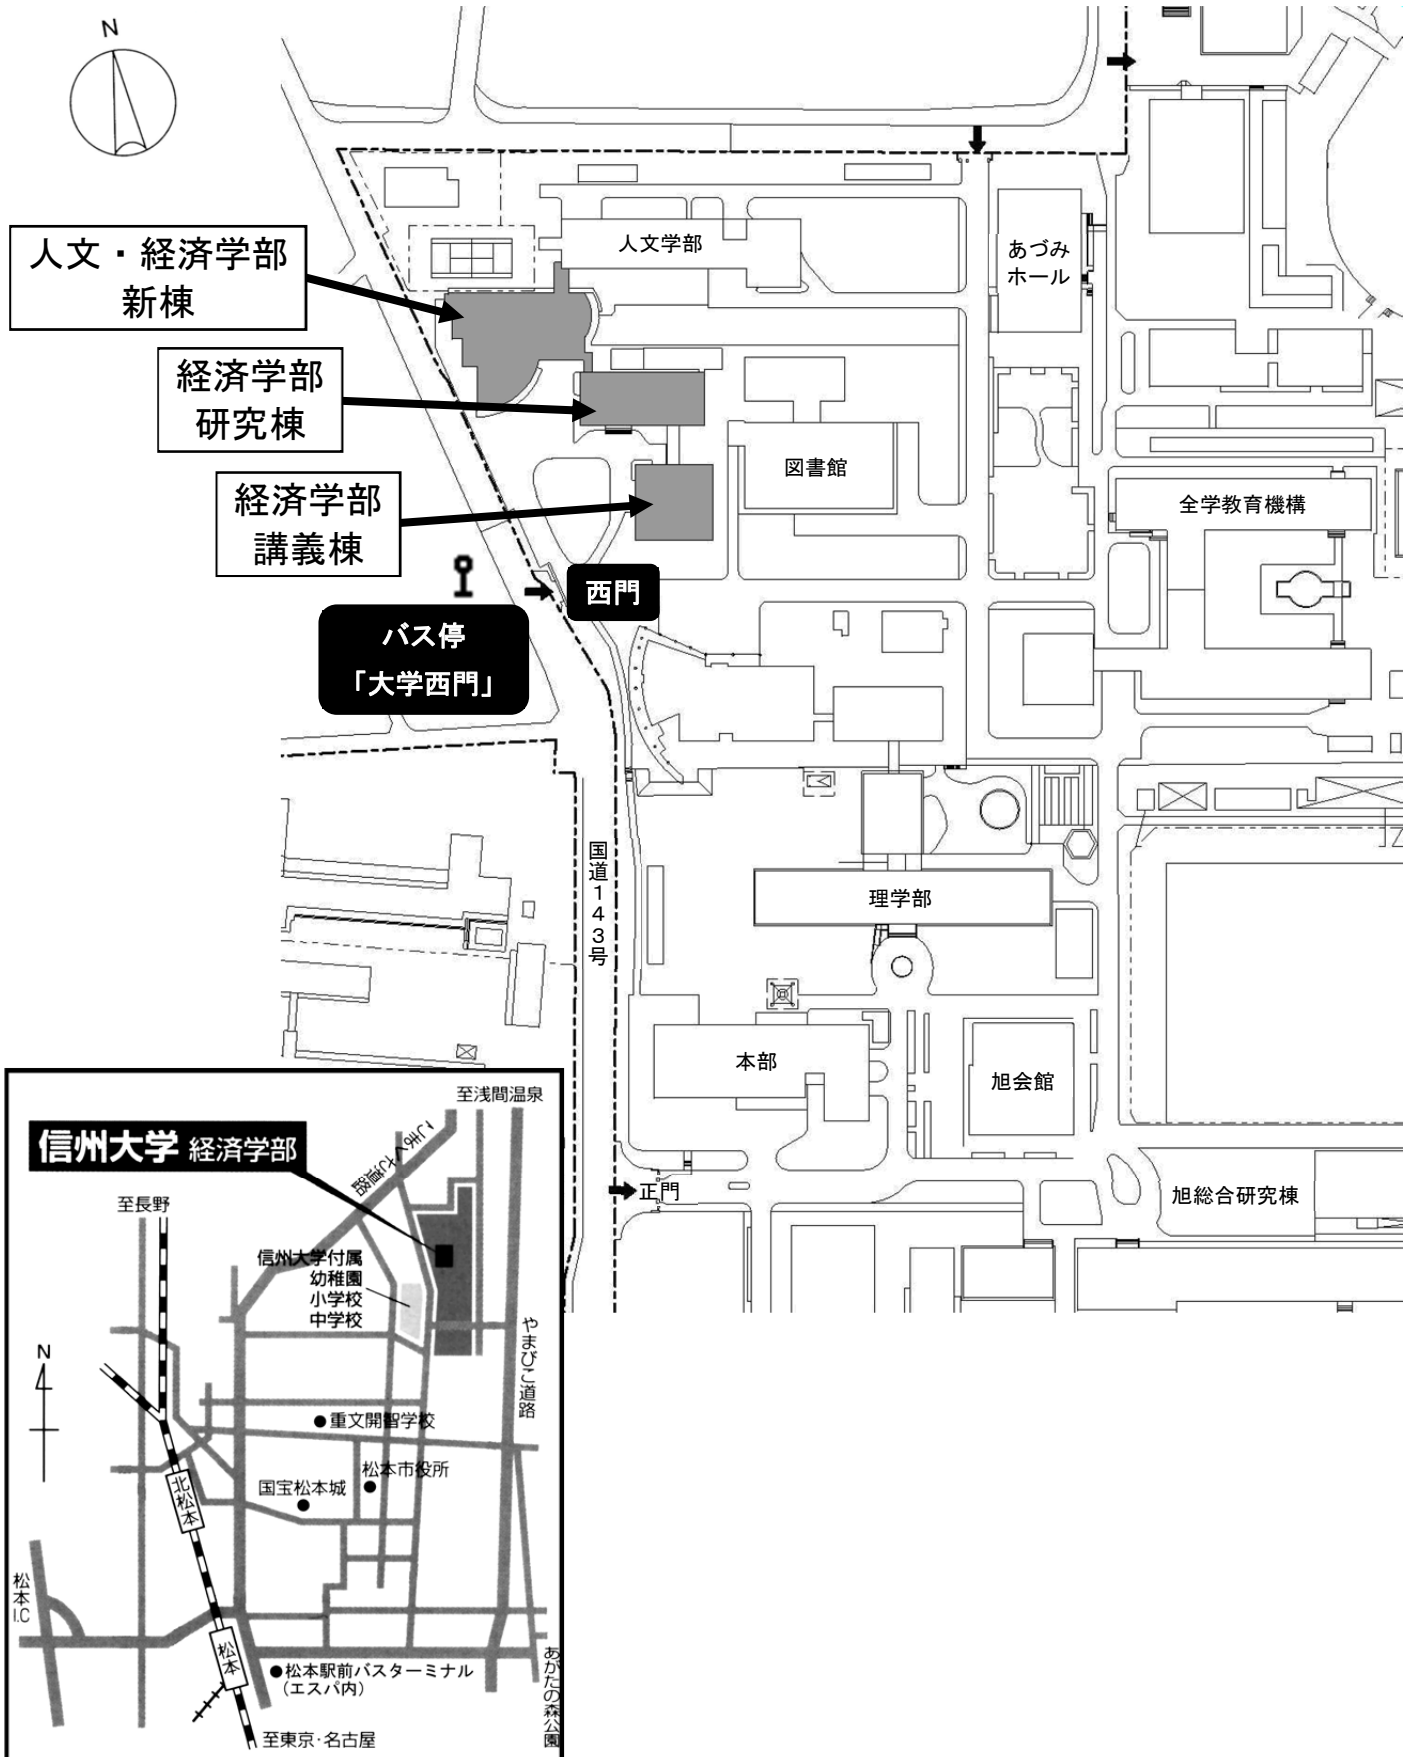 N
人文・経済学部
新棟
人文学部
あづみ
ホール
経済学部
研究棟
経済学部
講義棟
図書館
全学教育機構
西門
バス停
「大学西門」
国道143号
理学部
本部
旭会館
正門
旭総合研究棟
至浅間温泉
信州大学 経済学部
やまびこ道路
至長野
信州大学付属
幼稚園
小学校
中学校
やまびこ道路
N
重文開智学校
松本市役所
国宝松本城
北松本
松本I.C
松本
松本駅前バスターミナル
(エスパ内)
あがたの森公園
至東京・名古屋